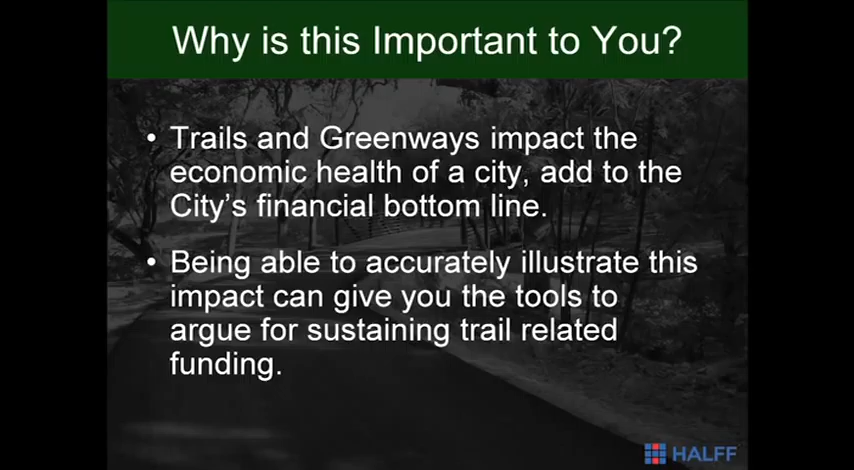 Why is this Important to You?
• Trails and Greenways impact the
economic health of a city, add to the
City's financial bottom line.
• Being able to accurately illustrate this
impact can give you the tools to
argue for sustaining trail related
funding.
HALFF